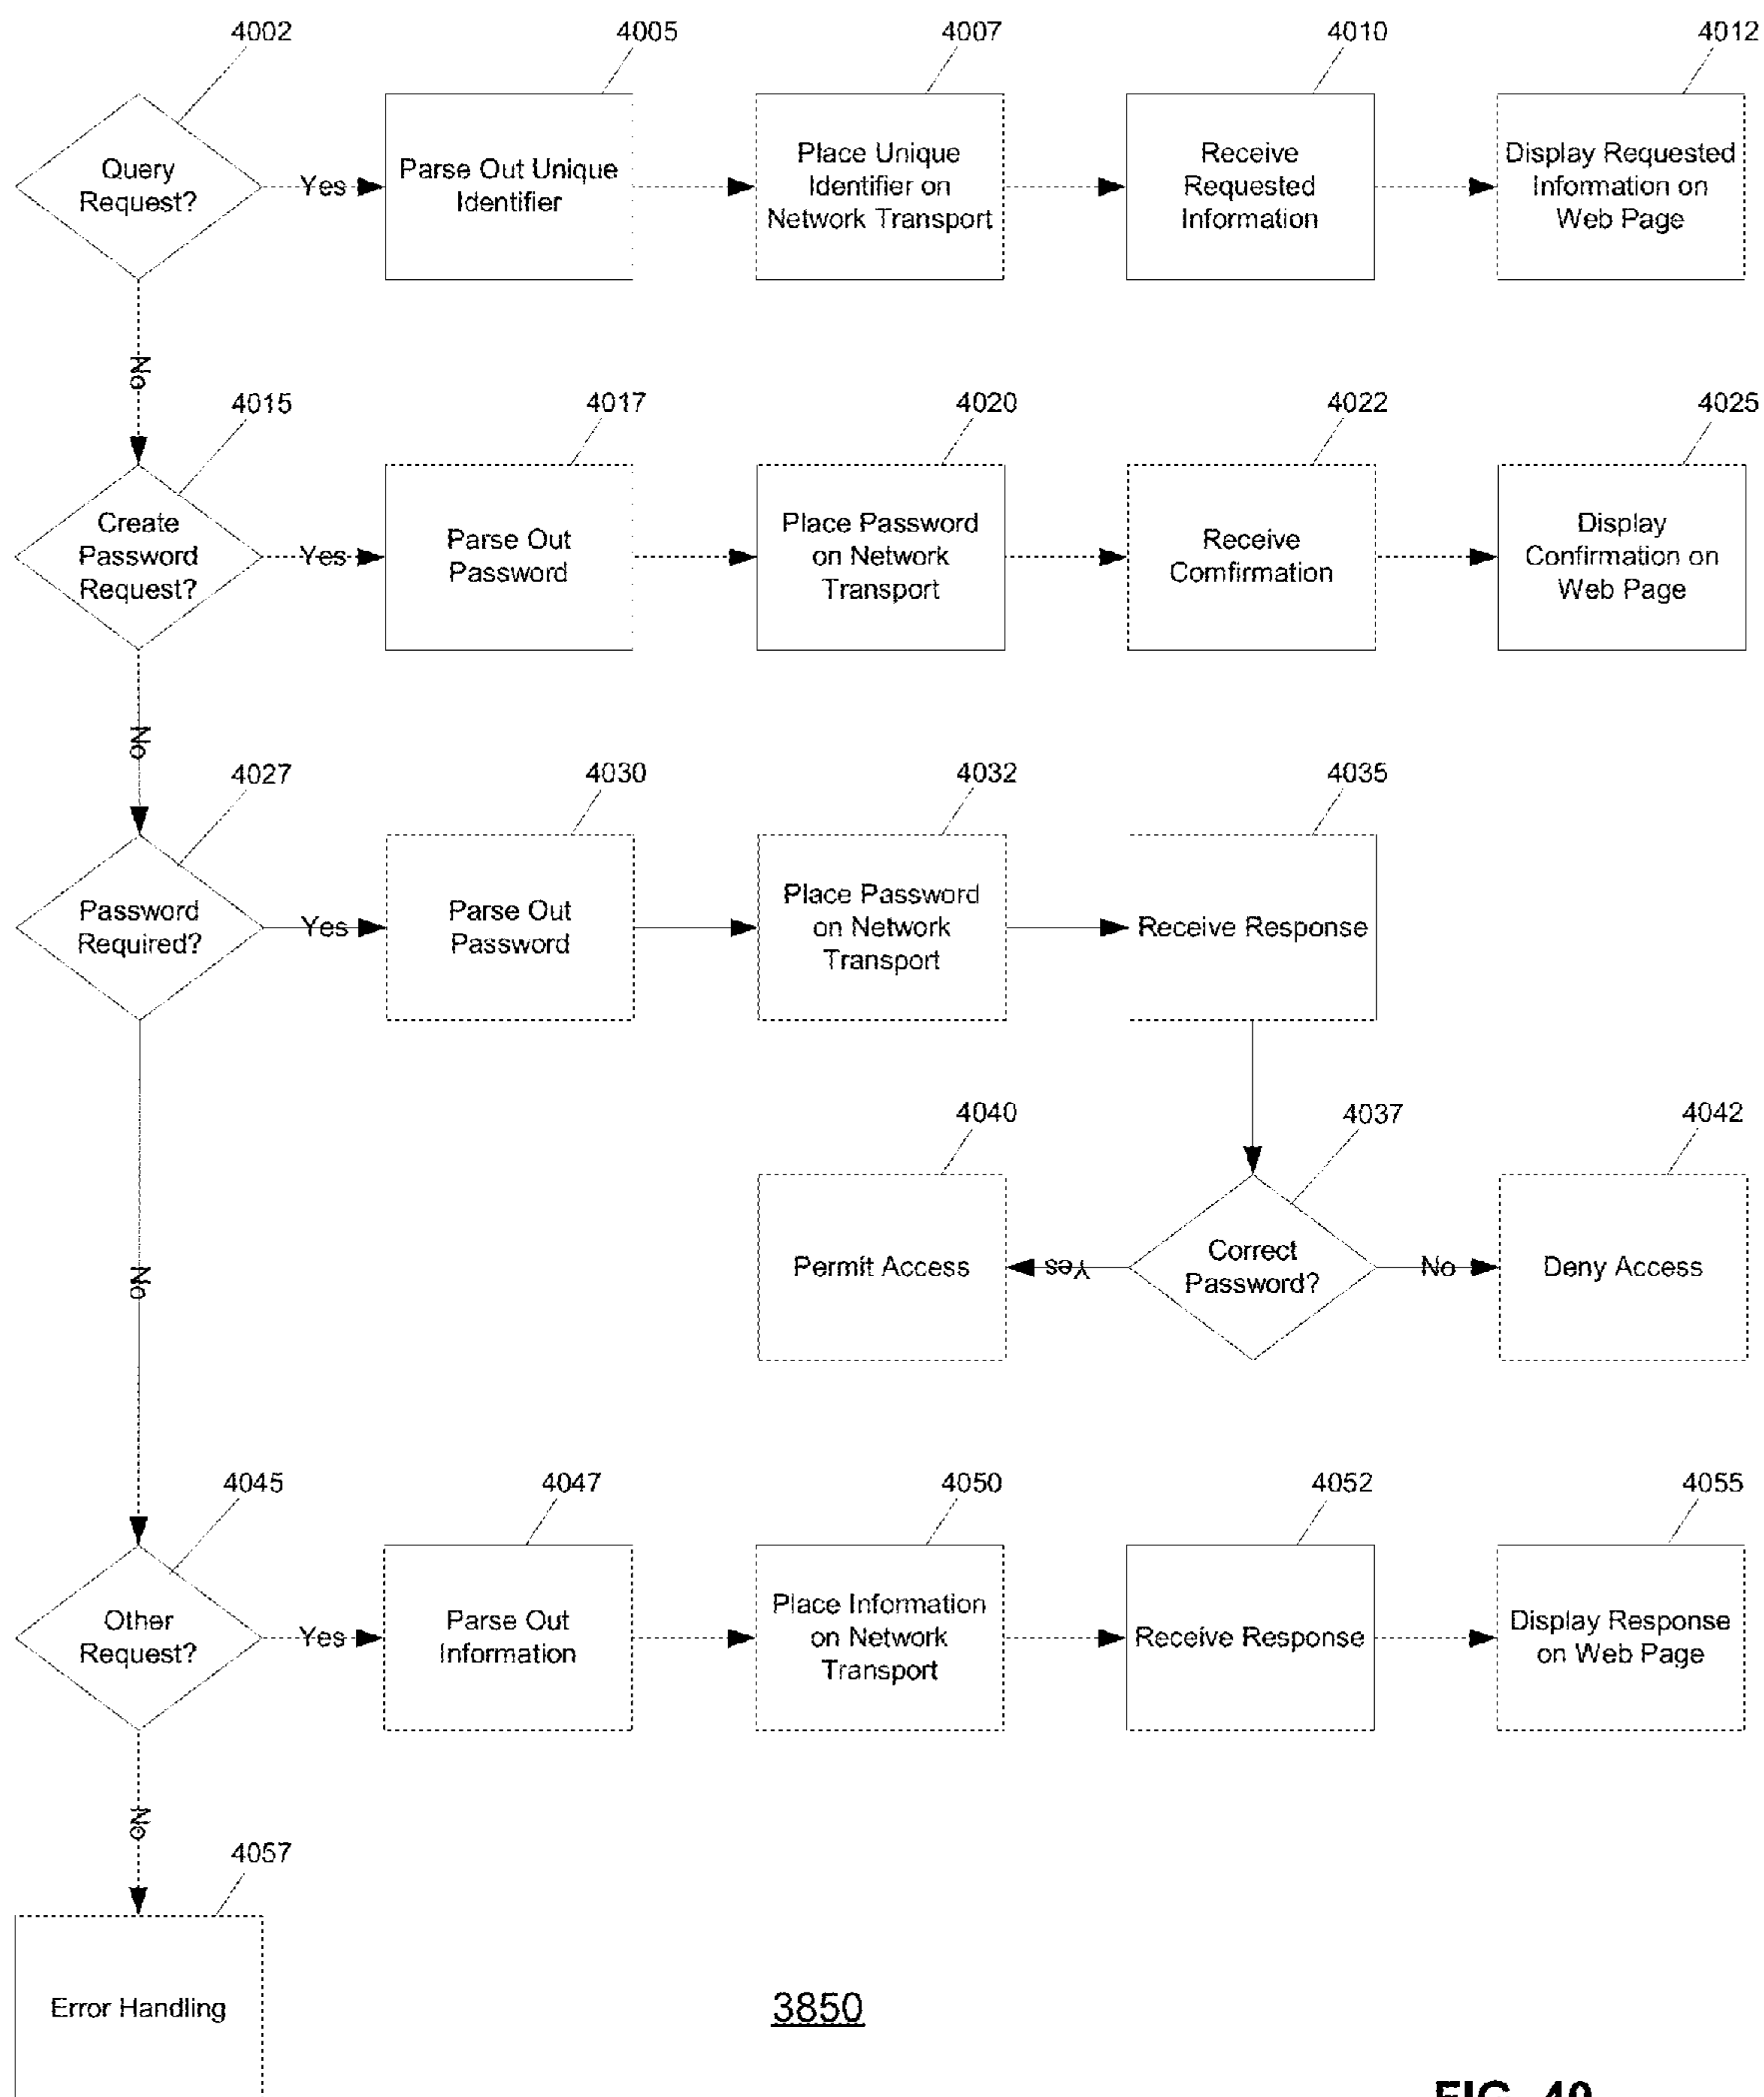 4002
4005
4007
4010
4012
Query
Request?
Yes
Parse Out Unique
Identifier
Place Unique
Identifier on
Network Transport
Receive
Requested
Information
Display Requested
Information on
Web Page
No
4015
4017
4020
4022
4025
Create
Password
Request?
Yes
Parse Out
Password
Place Password
on Network
Transport
Receive
Comfirmation
Display
Confirmation on
Web Page
No
4027
4030
4032
4035
Password
Required?
Yes
Parse Out
Password
Place Password
on Network
Transport
Receive Response
4040
4037
4042
Permit Access
Yes
Correct
Password?
No
Deny Access
No
4045
4047
4050
4052
4055
Other
Request?
Yes
Parse Out
Information
Place Information
on Network
Transport
Receive Response
Display Response
on Web Page
No
4057
Error Handling
3850
FIG. 40